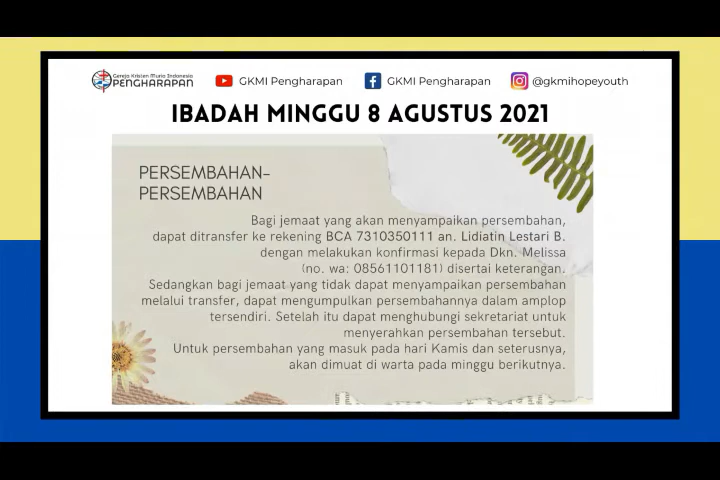 Gereja Kristen Muria Indonesia
PENGHARAPAN
GKMI Pengharapan
GKMI Pengharapan
@gkmihopeyouth
IBADAH MINGGU 8 AGUSTUS 2021
PERSEMBAHAN-
PERSEMBAHAN
Bagi jemaat yang akan menyampaikan persembahan,
dapat ditransfer ke rekening BCA 7310350111 an. Lidiatin Lestari B.
dengan melakukan konfirmasi kepada Dkn. Melissa
(no. wa: 08561101181) disertai keterangan.
Sedangkan bagi jemaat yang tidak dapat menyampaikan persembahan
melalui transfer, dapat mengumpulkan persembahannya dalam amplop
tersendiri. Setelah itu dapat menghubungi sekretariat untuk
menyerahkan persembahan tersebut.
Untuk persembahan yang masuk pada hari Kamis dan seterusnya,
akan dimuat di warta pada minggu berikutnya.